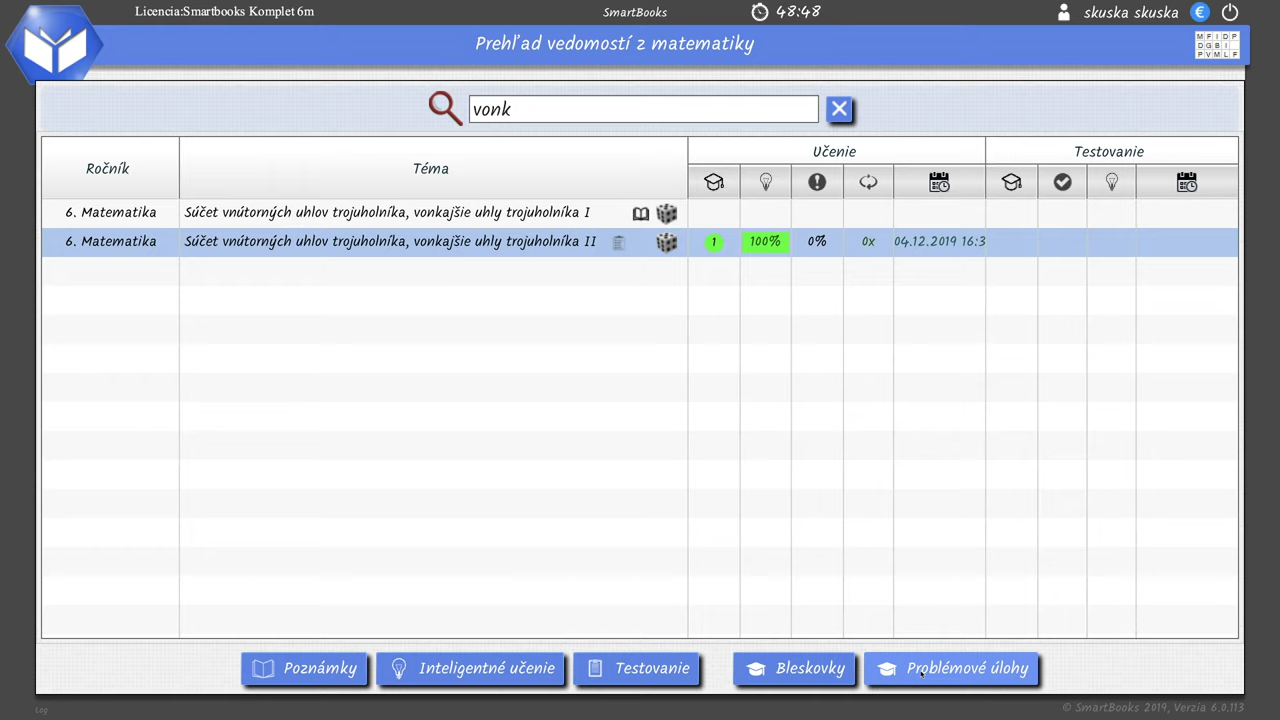 Licencia:Smartbooks Komplet 6m
SmartBooks
48:48
skuska skuska
Prehľad vedomostí z matematiky
M F I D P
D G B I
P V M L F
vonk
Ročník
Téma
Učenie
Testovanie
6. Matematika Súčet vnútorných uhlov trojuholníka, vonkajšie uhly trojuholníka I
6. Matematika Súčet vnútorných uhlov trojuholníka, vonkajšie uhly trojuholníka II 1 100% 0% 0x 04.12.2019 16:3
Poznámky
Inteligentné učenie
Testovanie
Bleskovky
Problémové úlohy
Log
© SmartBooks 2019, Verzia 6.0.113